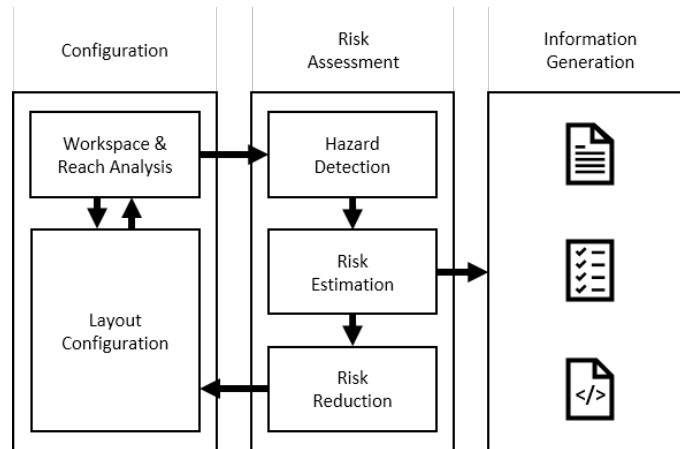 Configuration
Risk
Assessment
Information
Generation
Workspace &
Reach Analysis
Hazard
Detection
Risk
Estimation
Layout
Configuration
Risk
Reduction
</>